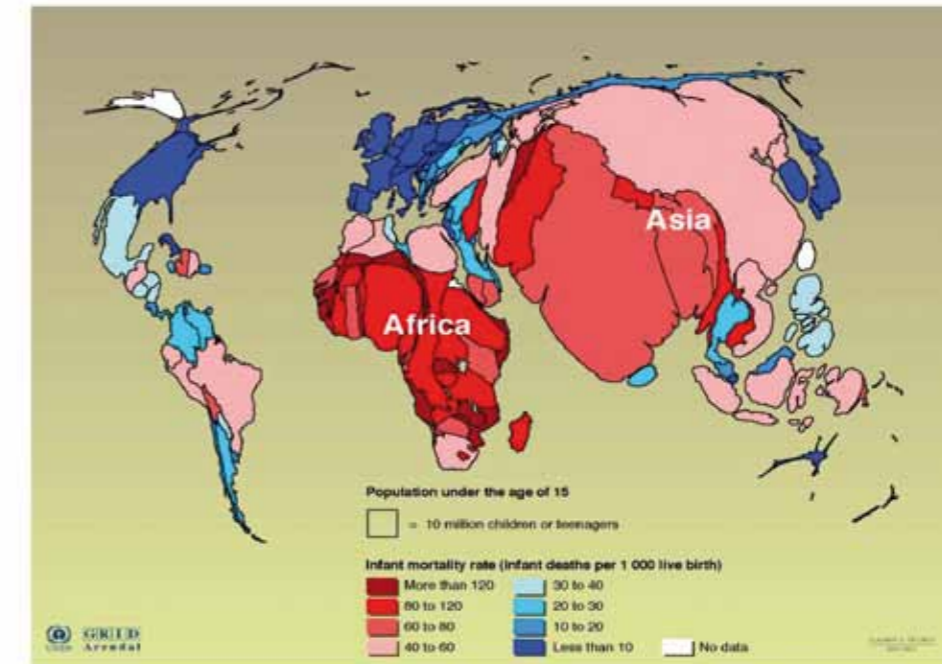 Asia
Africa
Population under the age of 15
= 10 million children or teenagers
Infant mortality rate (infant deaths per 1 000 live birth)
More than 120
80 to 120
60 to 80
40 to 60
30 to 40
20 to 30
10 to 20
Less than 10
No data
UNEP
GRID
Arendal